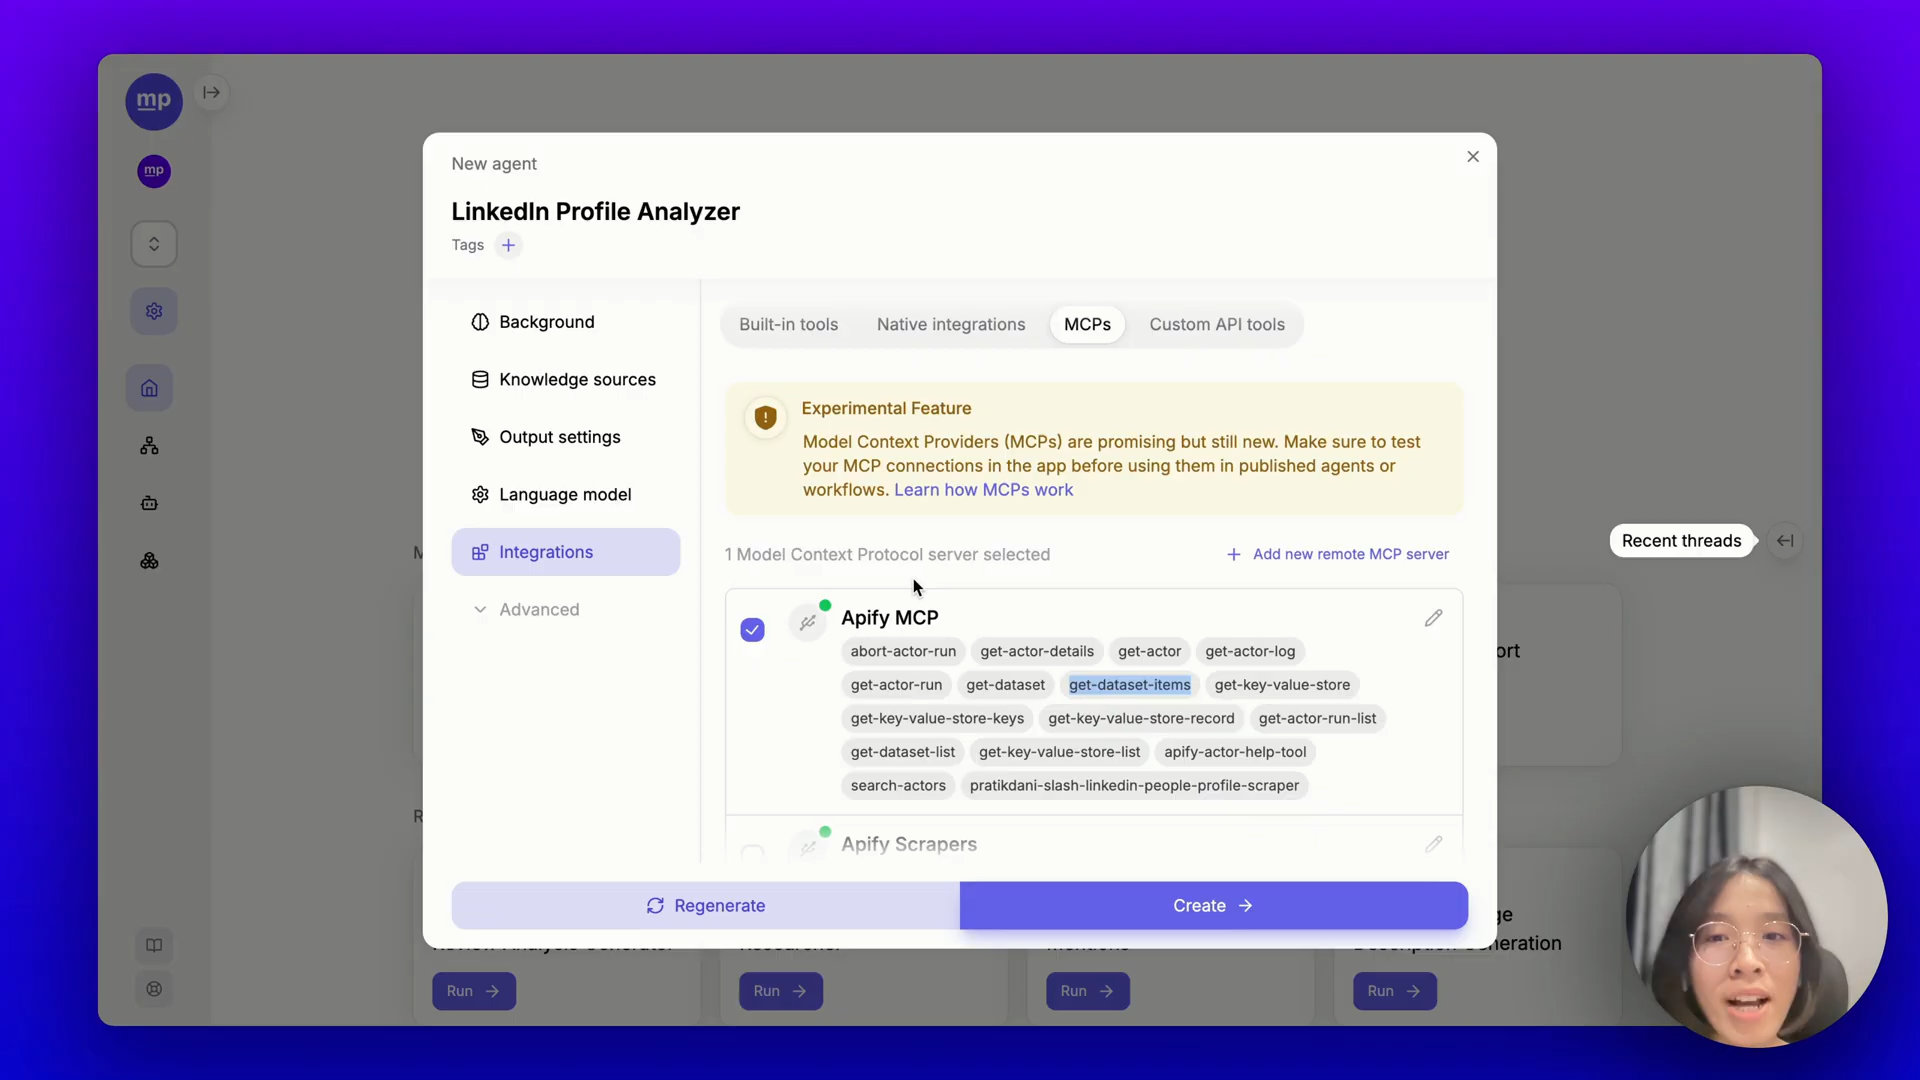 mp
mp
New agent
LinkedIn Profile Analyzer
Tags
Background
Knowledge sources
Output settings
Language model
Integrations
Advanced
Built-in tools
Native integrations
MCPs
Custom API tools
Experimental Feature
Model Context Providers (MCPs) are promising but still new. Make sure to test
your MCP connections in the app before using them in published agents or
workflows. Learn how MCPs work
1 Model Context Protocol server selected
Add new remote MCP server
Apify MCP
abort-actor-run get-actor-details get-actor get-actor-log
get-actor-run get-dataset get-dataset-items get-key-value-store
get-key-value-store-keys get-key-value-store-record get-actor-run-list
get-dataset-list get-key-value-store-list apify-actor-help-tool
search-actors pratikdani-slash-linkedin-people-profile-scraper
Apify Scrapers
Regenerate
Create
Recent threads
Run
Run
Run
Run